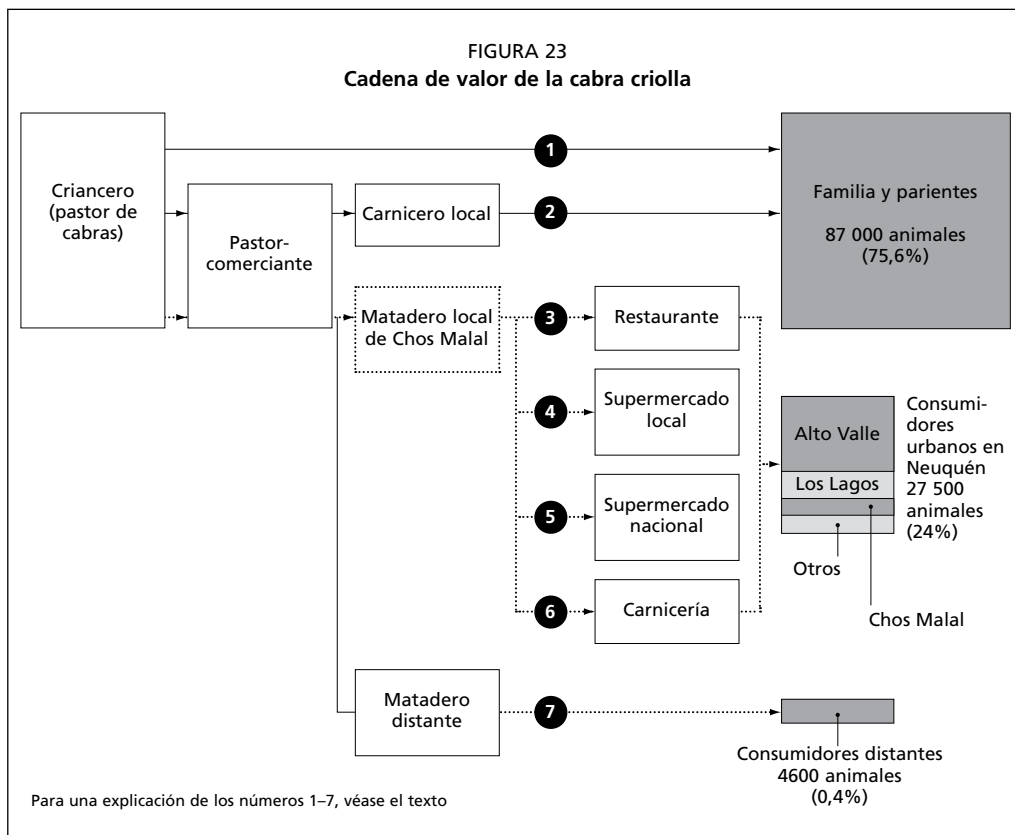 FIGURA 23
Cadena de valor de la cabra criolla
1
Criancero
(pastor de
cabras)
Pastor-
comerciante
Carnicero local
2
Familia y parientes
87 000 animales
(75,6%)
Matadero local
de Chos Malal
3
Restaurante
4
Supermercado
local
5
Supermercado
nacional
6
Carnicería
Alto Valle
Los Lagos
Otros
Chos Malal
Consumi-
dores
urbanos en
Neuquén
27 500
animales
(24%)
Matadero
distante
7
Consumidores distantes
4600 animales
(0,4%)
Para una explicación de los números 1–7, véase el texto